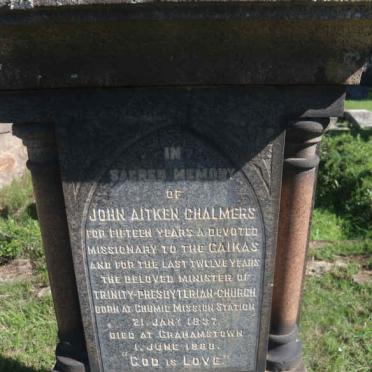 IN
SACRED MEMORY
OF
JOHN AITKEN CHALMERS
FOR FIFTEEN YEARS A DEVOTED
MISSIONARY TO THE GAIKAS
AND FOR THE LAST TWELVE YEARS
THE BELOVED MINISTER OF
TRINITY-PRESBYTERIAN-CHURCH
BORN AT CHUMIE MISSION STATION
21. JANY 1837.
DIED AT GRAHAMSTOWN
1. JUNE 1888.
"GOD IS LOVE"